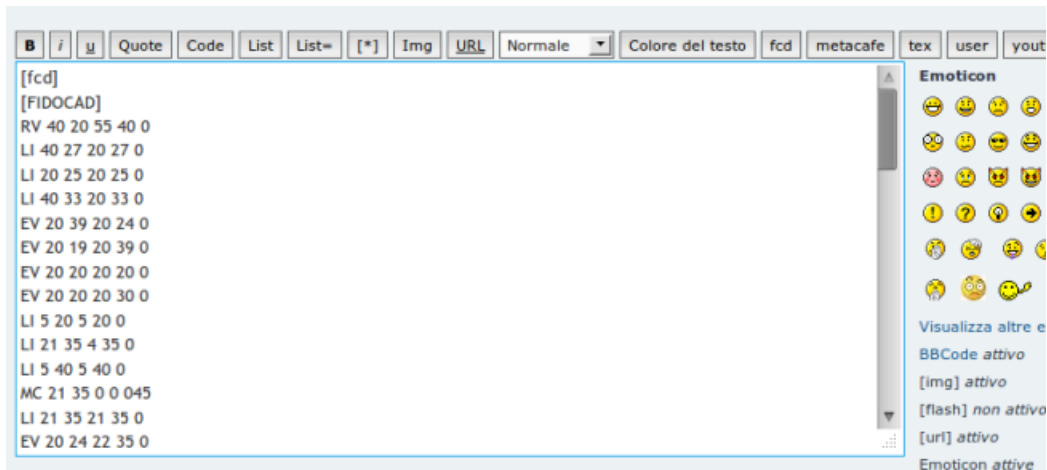 B i u Quote Code List List= [*] Img URL Normale Colore del testo fcd metacafe tex user yout
[fcd]
[FIDOCAD]
RV 40 20 55 40 0
LI 40 27 20 27 0
LI 20 25 20 25 0
LI 40 33 20 33 0
EV 20 39 20 24 0
EV 20 19 20 39 0
EV 20 20 20 20 0
EV 20 20 20 30 0
LI 5 20 5 20 0
LI 21 35 4 35 0
LI 5 40 5 40 0
MC 21 35 0 0 045
LI 21 35 21 35 0
EV 20 24 22 35 0
Emoticon
Visualizza altre e
BBCode attivo
[img] attivo
[flash] non attivo
[url] attivo
Emoticon attive